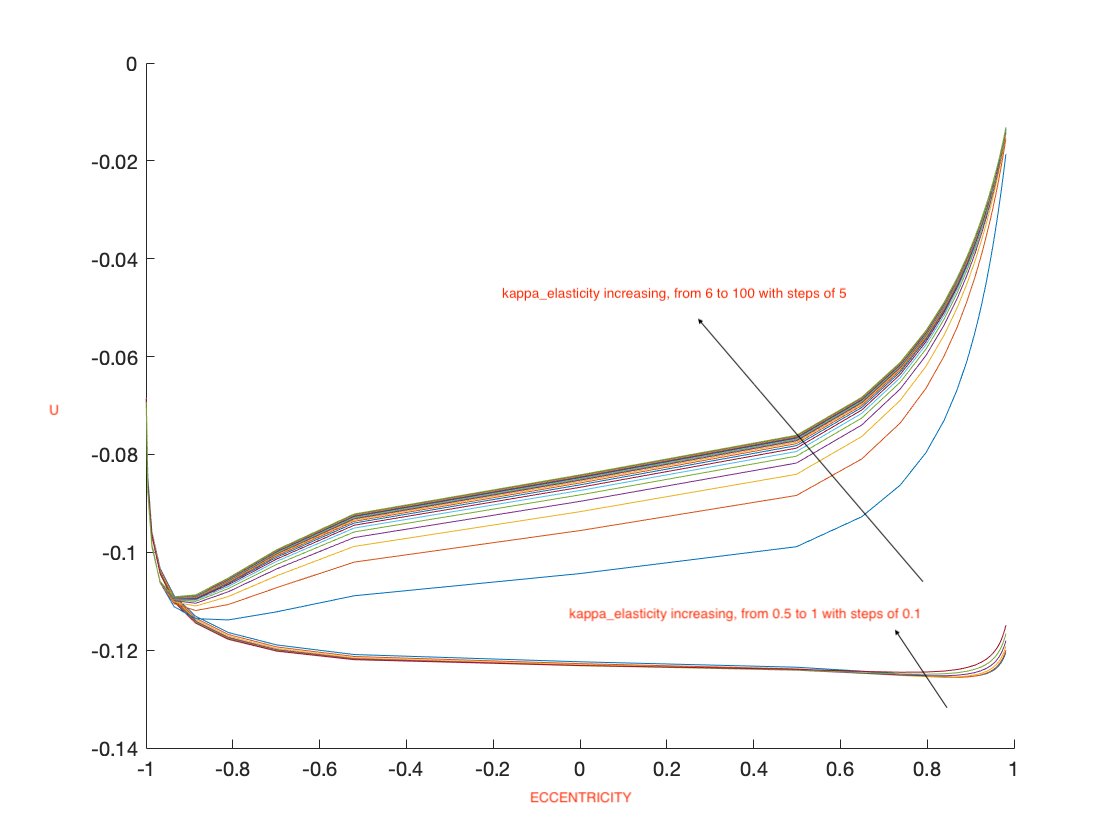 0
-0.02
-0.04
kappa_elasticity increasing, from 6 to 100 with steps of 5
-0.06
U
-0.08
-0.1
kappa_elasticity increasing, from 0.5 to 1 with steps of 0.1
-0.12
-0.14
-1 -0.8 -0.6 -0.4 -0.2 0 0.2 0.4 0.6 0.8 1
ECCENTRICITY